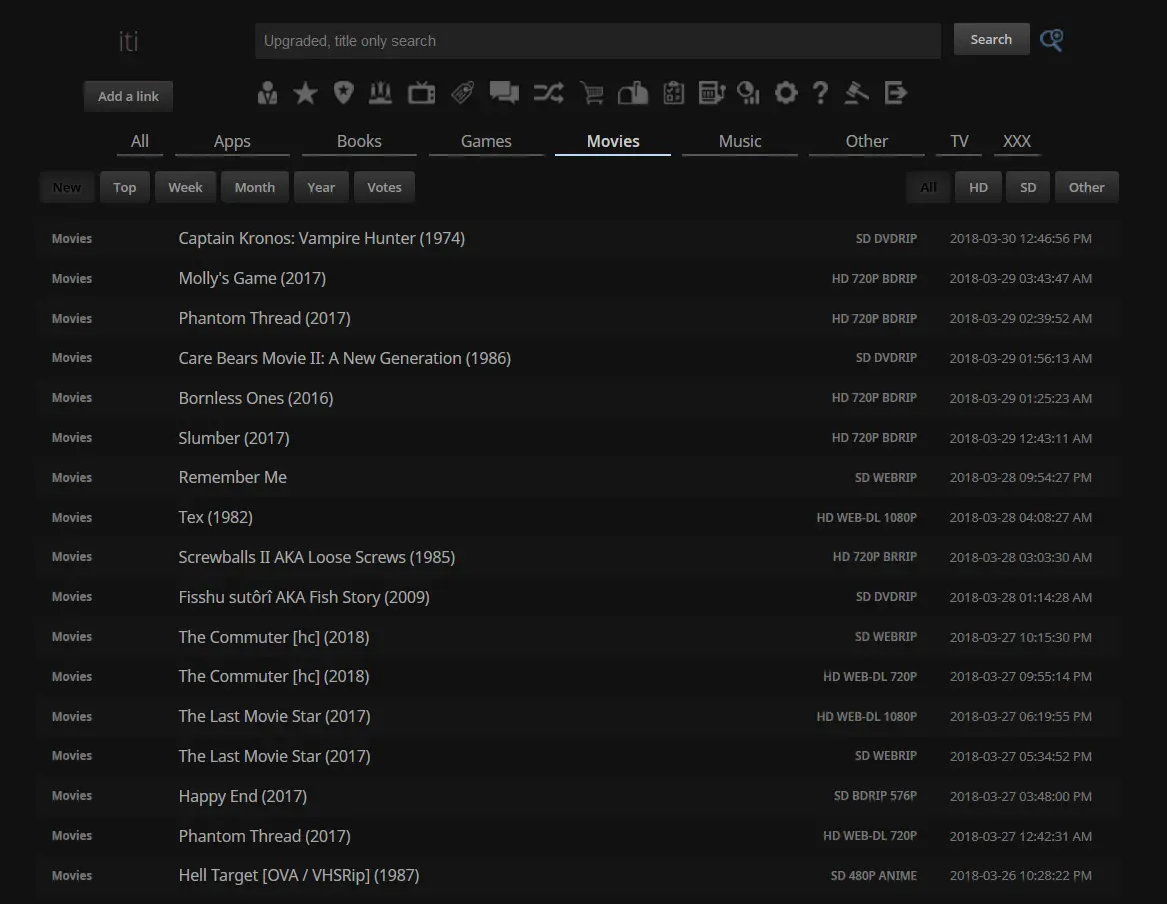 iti
Upgraded, title only search Search
Add a link
All Apps Books Games Movies Music Other TV XXX
New Top Week Month Year Votes All HD SD Other
Movies Captain Kronos: Vampire Hunter (1974) SD DVDRIP 2018-03-30 12:46:56 PM
Movies Molly's Game (2017) HD 720P BDRIP 2018-03-29 03:43:47 AM
Movies Phantom Thread (2017) HD 720P BDRIP 2018-03-29 02:39:52 AM
Movies Care Bears Movie II: A New Generation (1986) SD DVDRIP 2018-03-29 01:56:13 AM
Movies Bornless Ones (2016) HD 720P BDRIP 2018-03-29 01:25:23 AM
Movies Slumber (2017) HD 720P BDRIP 2018-03-29 12:43:11 AM
Movies Remember Me SD WEBRIP 2018-03-28 09:54:27 PM
Movies Tex (1982) HD WEB-DL 1080P 2018-03-28 04:08:27 AM
Movies Screwballs II AKA Loose Screws (1985) HD 720P BRRIP 2018-03-28 03:03:30 AM
Movies Fisshu sutôrî AKA Fish Story (2009) SD DVDRIP 2018-03-28 01:14:28 AM
Movies The Commuter [hc] (2018) SD WEBRIP 2018-03-27 10:15:30 PM
Movies The Commuter [hc] (2018) HD WEB-DL 720P 2018-03-27 09:55:14 PM
Movies The Last Movie Star (2017) HD WEB-DL 1080P 2018-03-27 06:19:55 PM
Movies The Last Movie Star (2017) SD WEBRIP 2018-03-27 05:34:52 PM
Movies Happy End (2017) SD BDRIP 576P 2018-03-27 03:48:00 PM
Movies Phantom Thread (2017) HD WEB-DL 720P 2018-03-27 12:42:31 AM
Movies Hell Target [OVA / VHSRip] (1987) SD 480P ANIME 2018-03-26 10:28:22 PM